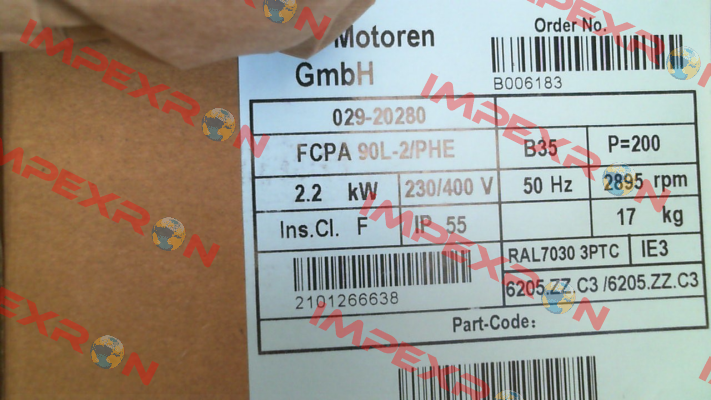 Motoren
GmbH
Order No.
B006183
029-20280
FCPA 90L-2/PHE B35 P=200
2.2 kW 230/400 V 50 Hz 2895 rpm
Ins.Cl. F IP 55 17 kg
RAL7030 3PTC IE3
2101266638
6205.ZZ.C3 /6205.ZZ.C3
Part-Code:
IMPEXRON
IMPEXRON
IMPEXRON
IMPEXRON
IMPEXRON
IMPEXRON
IMPEXRON